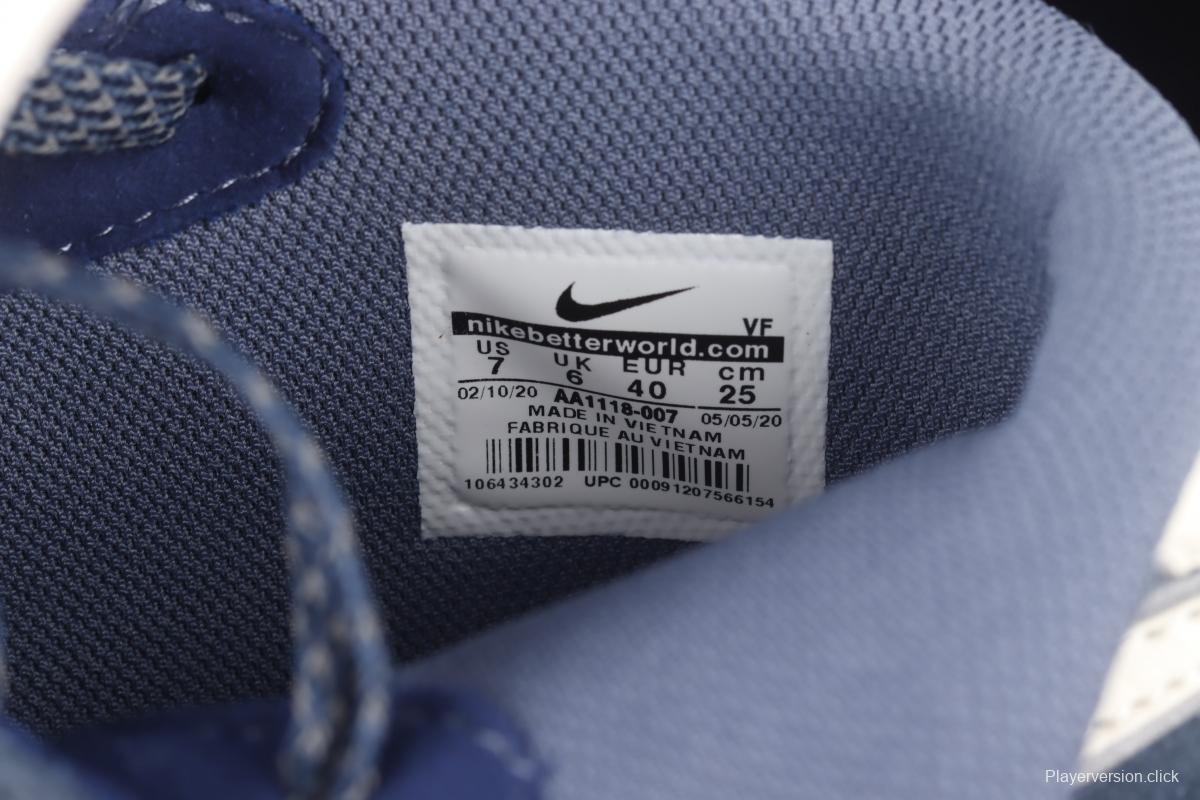 VF
nikebetterworld.com
US UK EUR cm
7 6 40 25
02/10/20 AA1118-007 05/05/20
MADE IN VIETNAM
FABRIQUE AU VIETNAM
106434302 UPC 00091207566154
Playerversion.click